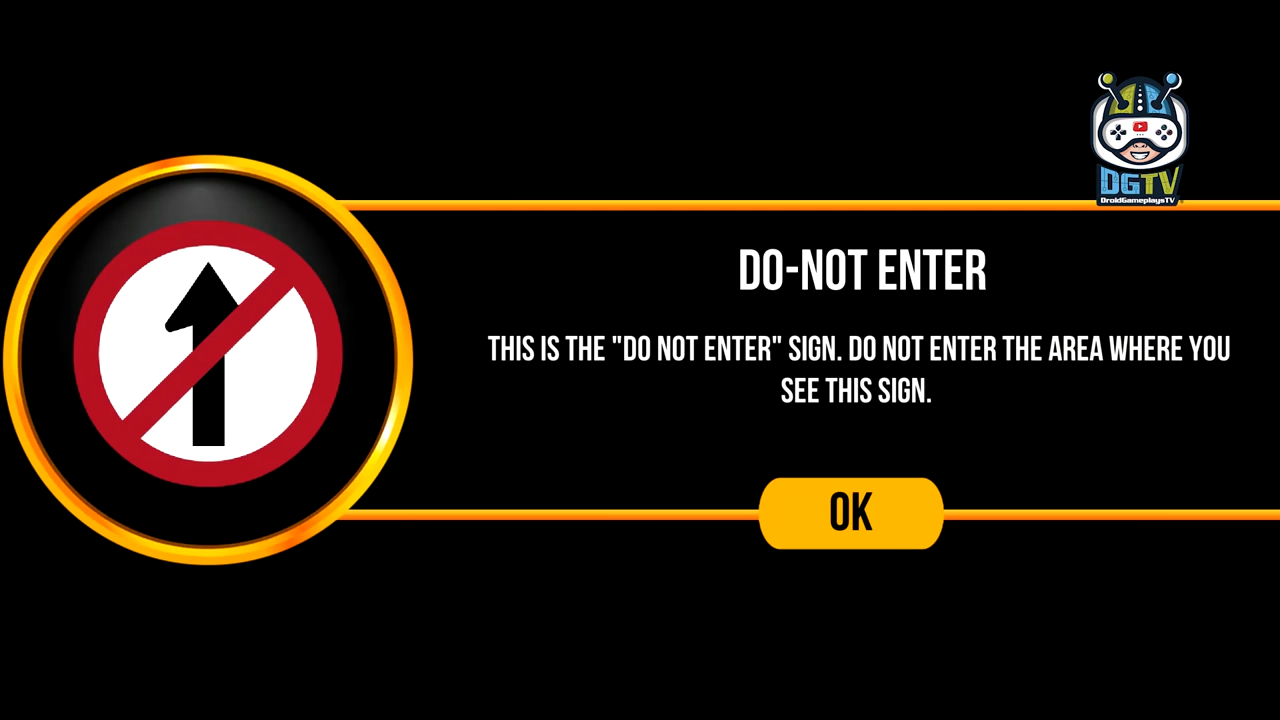 DGTV
DroidGameplaysTV
DO-NOT ENTER
THIS IS THE "DO NOT ENTER" SIGN. DO NOT ENTER THE AREA WHERE YOU
SEE THIS SIGN.
OK